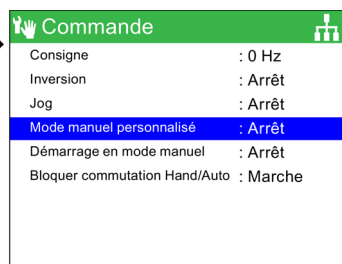 Commande
Consigne : 0 Hz
Inversion : Arrêt
Jog : Arrêt
Mode manuel personnalisé : Arrêt
Démarrage en mode manuel : Arrêt
Bloquer commutation Hand/Auto : Marche